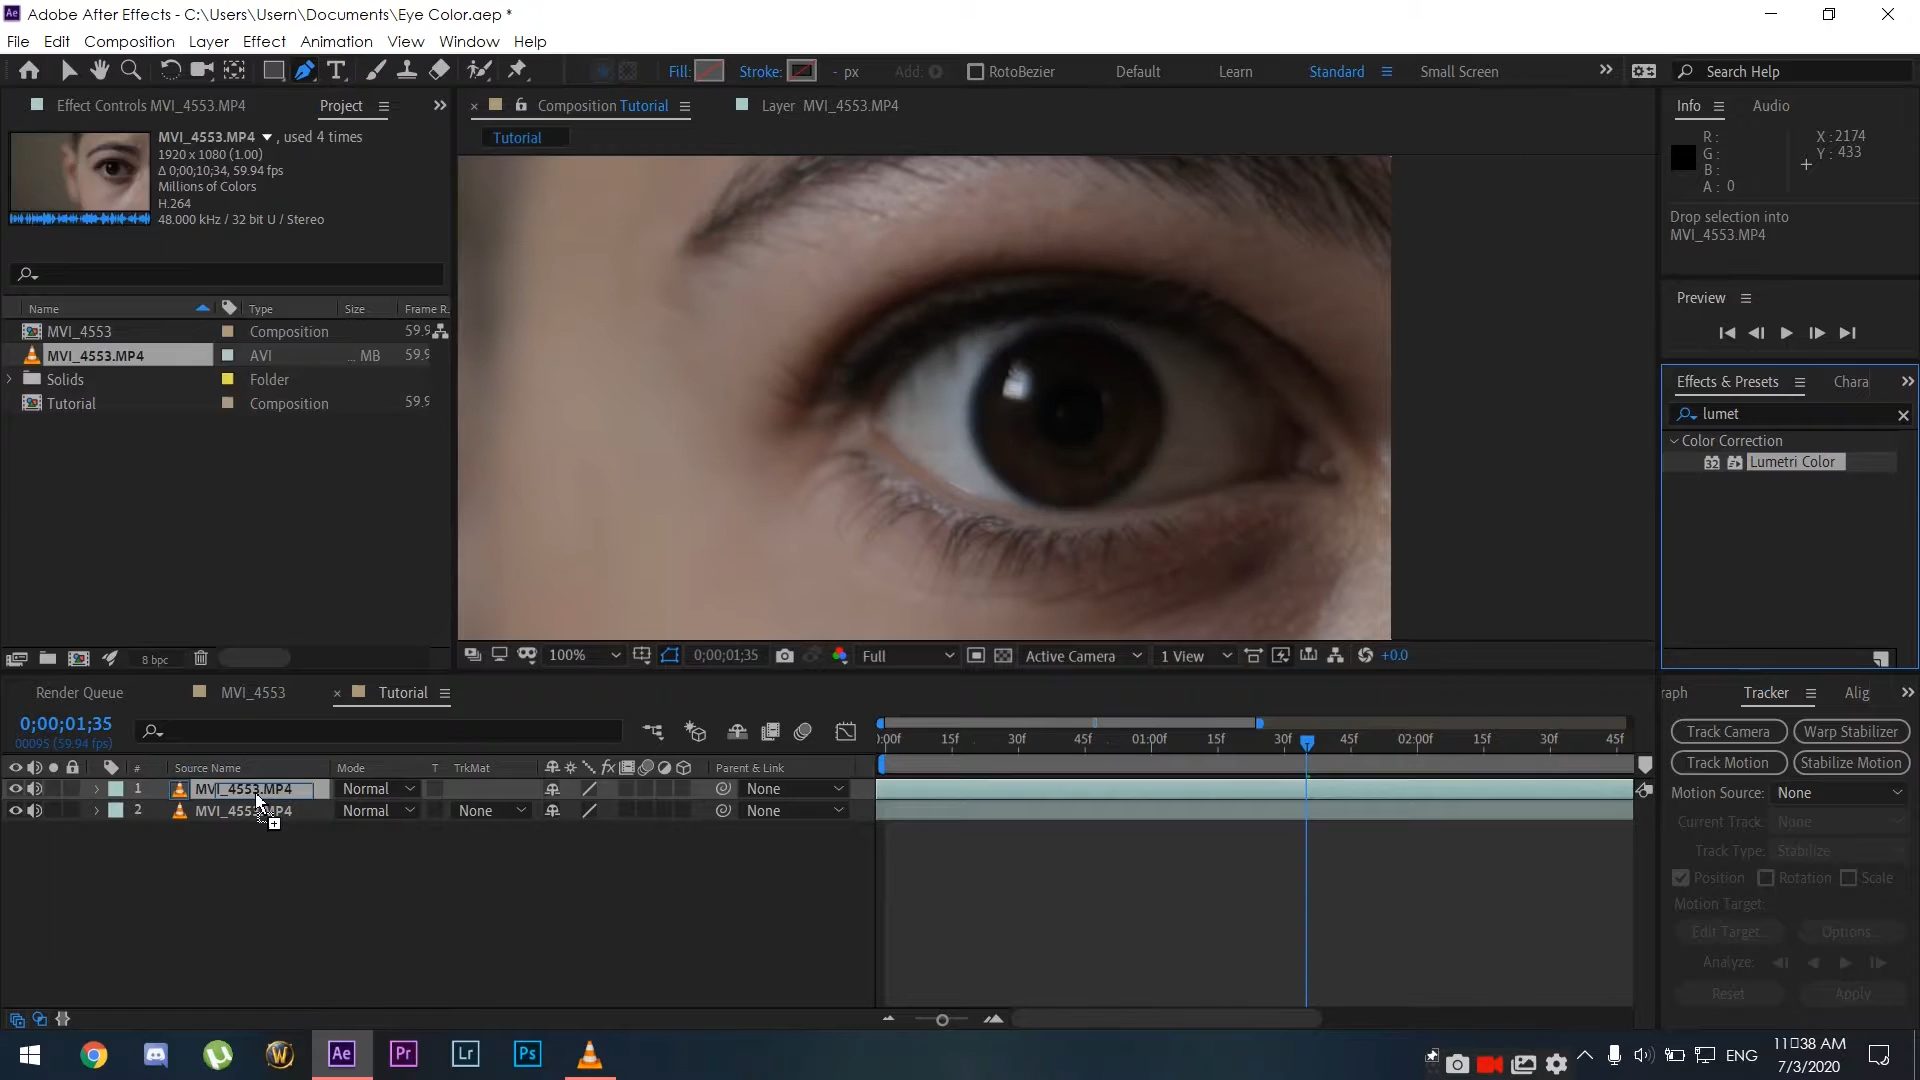 Adobe After Effects - C:\Users\Usern\Documents\Eye Color.aep *
File Edit Composition Layer Effect Animation View Window Help
Fill: Stroke: - px Add: RotoBezier Default Learn Standard Small Screen Search Help
Effect Controls MVI_4553.MP4 Project
Composition Tutorial Layer MVI_4553.MP4
Info Audio
MVI_4553.MP4 , used 4 times
1920 x 1080 (1.00)
Δ 0;00;10;34, 59.94 fps
Millions of Colors
H.264
48.000 kHz / 32 bit U / Stereo
Tutorial
R :
G :
B :
A : 0
X : 2174
Y : 433
Drop selection into
MVI_4553.MP4
Preview
Name Type Size Frame R.
MVI_4553 Composition 59.9
MVI_4553.MP4 AVI ... MB 59.9
Solids Folder
Tutorial Composition 59.9
Effects & Presets Chara
lumet
Color Correction
32 Lumetri Color
8 bpc
100% 0;00;01;35 Full Active Camera 1 View +0.0
Render Queue MVI_4553 Tutorial
raph Tracker Alig
0;00;01;35
00095 (59.94 fps)
):00f 15f 30f 45f 01:00f 15f 30f 45f 02:00f 15f 30f 45f
# Source Name Mode T TrkMat Parent & Link
1 MVI_4553.MP4 Normal None
2 MVI_4553.MP4 Normal None None
Track Camera Warp Stabilizer
Track Motion Stabilize Motion
Motion Source: None
Current Track: None
Track Type: Stabilize
Position Rotation Scale
Motion Target:
Edit Target... Options...
Analyze:
Reset Apply
Ae Pr Lr Ps
ENG
11:38 AM
7/3/2020